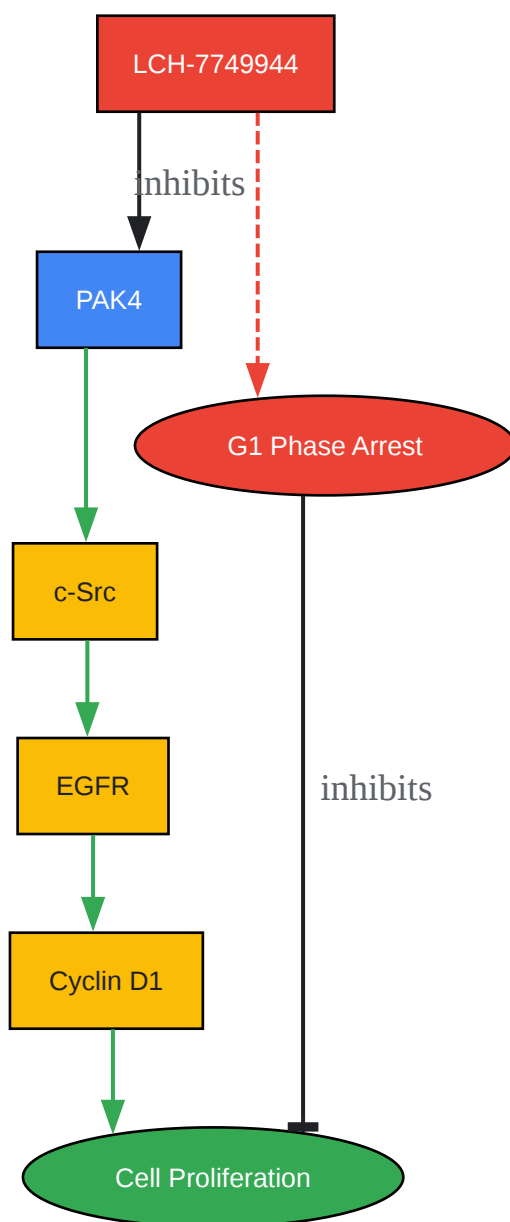 LCH-7749944
inhibits
PAK4
G1 Phase Arrest
c-Src
EGFR
inhibits
Cyclin D1
Cell Proliferation